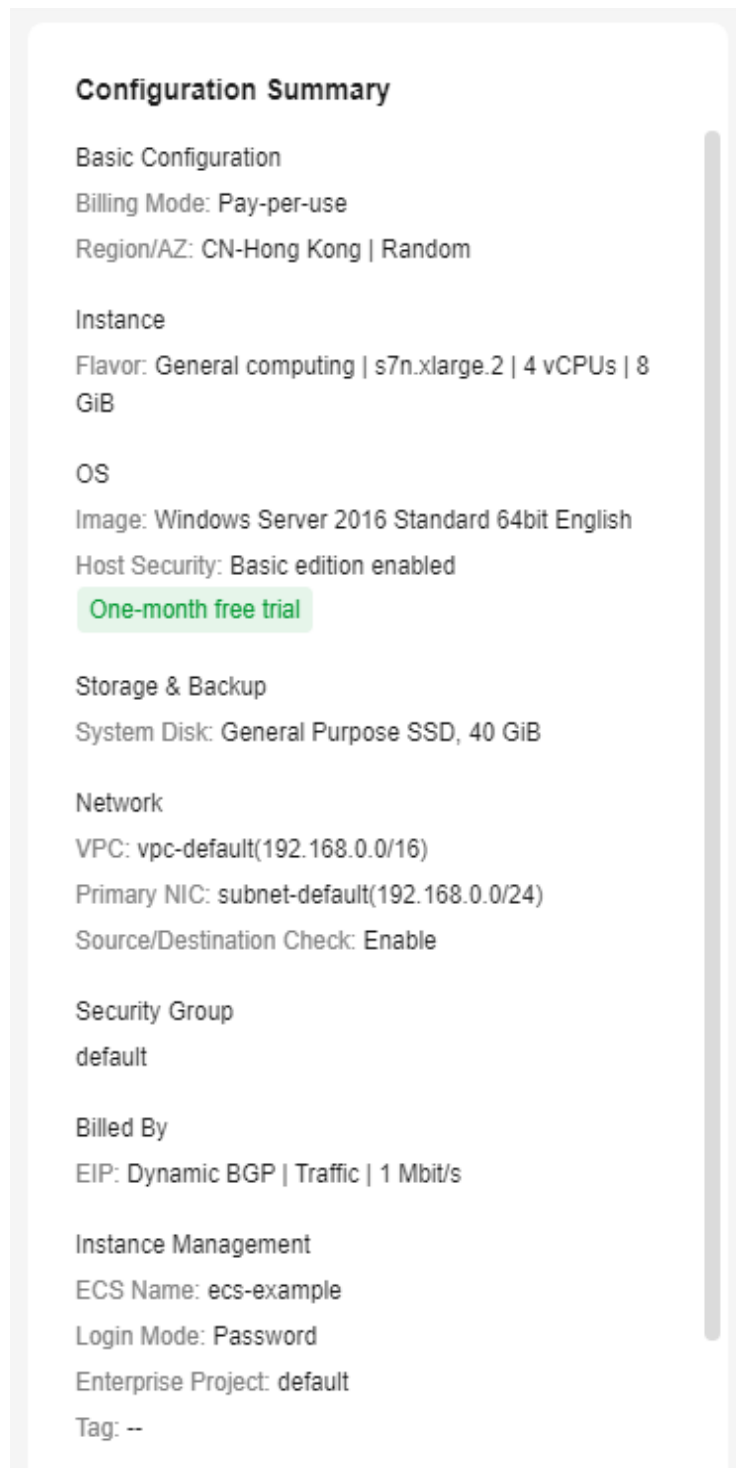 Configuration Summary
Basic Configuration
Billing Mode: Pay-per-use
Region/AZ: CN-Hong Kong | Random
Instance
Flavor: General computing | s7n.xlarge.2 | 4 vCPUs | 8
GiB
OS
Image: Windows Server 2016 Standard 64bit English
Host Security: Basic edition enabled
One-month free trial
Storage & Backup
System Disk: General Purpose SSD, 40 GiB
Network
VPC: vpc-default(192.168.0.0/16)
Primary NIC: subnet-default(192.168.0.0/24)
Source/Destination Check: Enable
Security Group
default
Billed By
EIP: Dynamic BGP | Traffic | 1 Mbit/s
Instance Management
ECS Name: ecs-example
Login Mode: Password
Enterprise Project: default
Tag: --